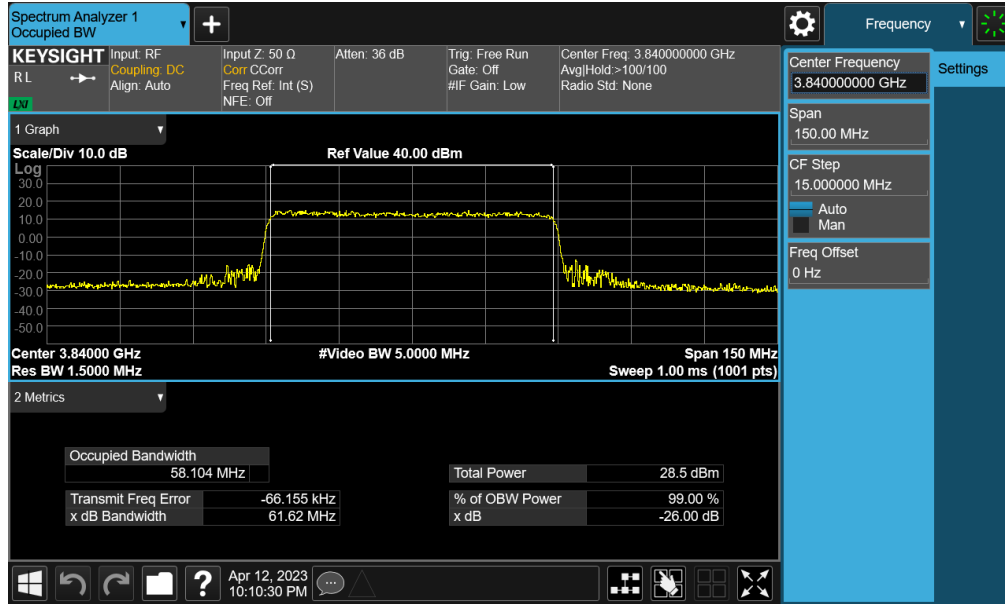 Spectrum Analyzer 1
Occupied BW
+
Frequency
KEYSIGHT
R L
LXI
Input: RF
Coupling: DC
Align: Auto
Input Z: 50 Ω
Corr CCorr
Freq Ref: Int (S)
NFE: Off
Atten: 36 dB
Trig: Free Run
Gate: Off
#IF Gain: Low
Center Freq: 3.840000000 GHz
Avg|Hold:>100/100
Radio Std: None
Center Frequency
3.840000000 GHz
Settings
Span
150.00 MHz
CF Step
15.000000 MHz
Auto
Man
Freq Offset
0 Hz
1 Graph
Scale/Div 10.0 dB
Ref Value 40.00 dBm
Log
30.0
20.0
10.0
0.00
-10.0
-20.0
-30.0
-40.0
-50.0
Center 3.84000 GHz
#Video BW 5.0000 MHz
Span 150 MHz
Res BW 1.5000 MHz
Sweep 1.00 ms (1001 pts)
2 Metrics
Occupied Bandwidth
58.104 MHz
Total Power 28.5 dBm
Transmit Freq Error -66.155 kHz
% of OBW Power 99.00 %
x dB Bandwidth 61.62 MHz
x dB -26.00 dB
?
Apr 12, 2023
10:10:30 PM